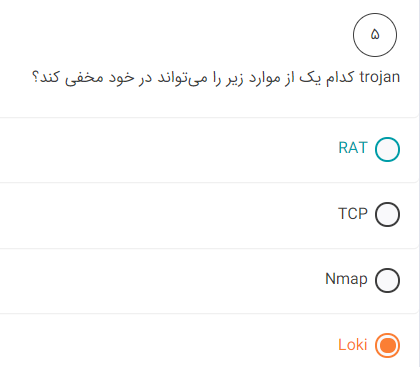 ۵
trojan کدام یک از موارد زیر را می‌تواند در خود مخفی کند؟
RAT
TCP
Nmap
Loki